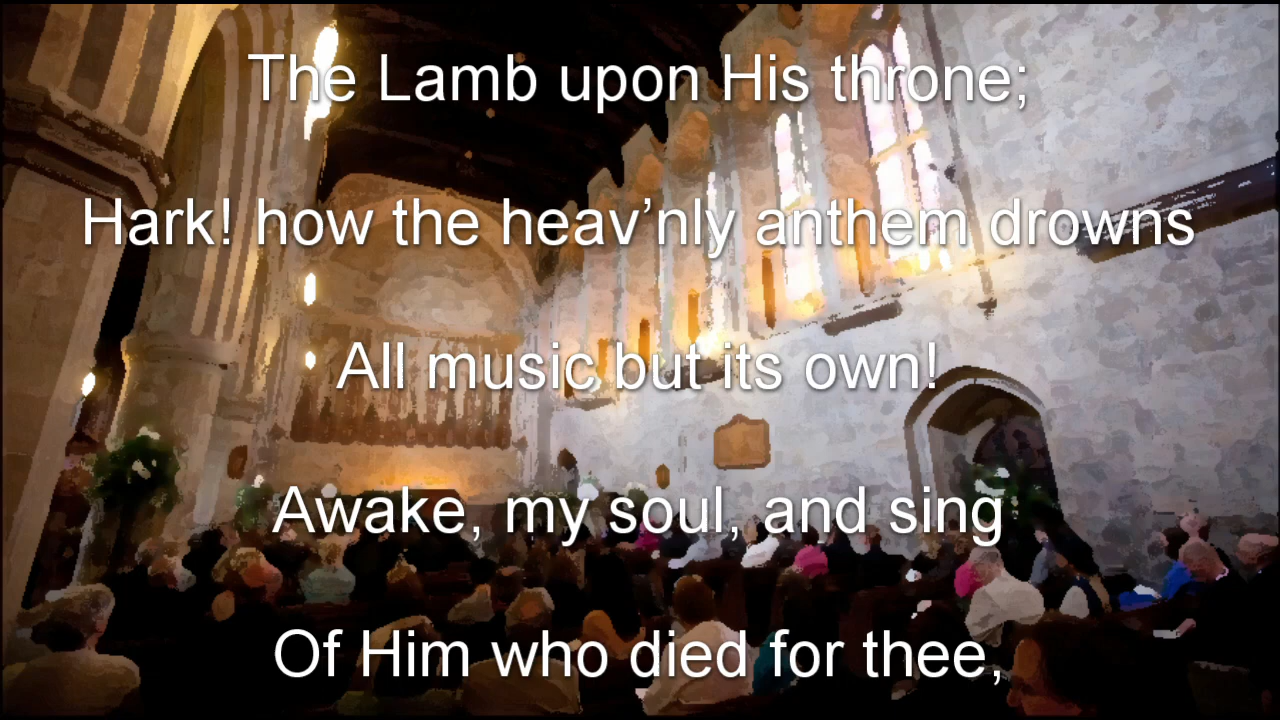 The Lamb upon His throne;
Hark! how the heav’nly anthem drowns
All music but its own!
Awake, my soul, and sing
Of Him who died for thee,